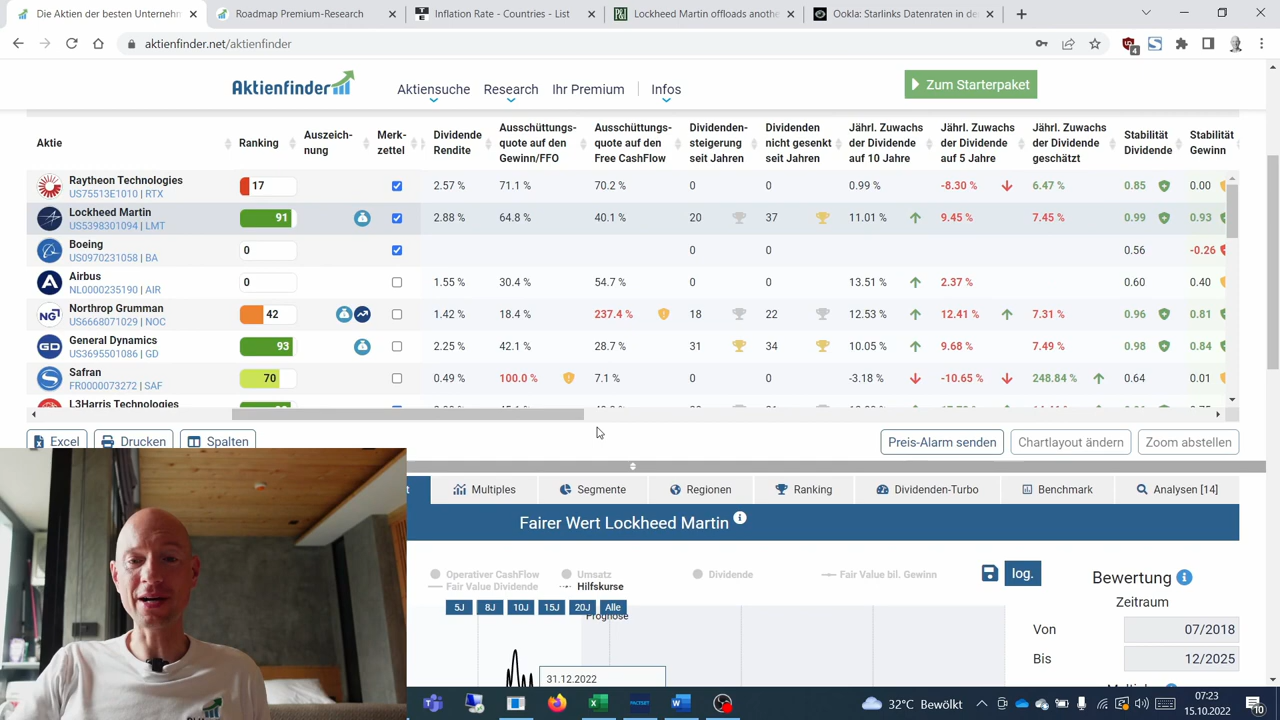 Die Aktien der besten Unternehm
Roadmap Premium-Research
Inflation Rate - Countries - List
Lockheed Martin offloads anothe
Ookla: Starlinks Datenraten in de
aktienfinder.net/aktienfinder
4
Aktienfinder
Aktiensuche
Research
Ihr Premium
Infos
Zum Starterpaket
Aktie
Ranking
Auszeich-
nung
Merk-
zettel
Dividende
Rendite
Ausschüttungs-
quote auf den
Gewinn/FFO
Ausschüttungs-
quote auf den
Free CashFlow
Dividenden-
steigerung
seit Jahren
Dividenden
nicht gesenkt
seit Jahren
Jährl. Zuwachs
der Dividende
auf 10 Jahre
Jährl. Zuwachs
der Dividende
auf 5 Jahre
Jährl. Zuwachs
der Dividende
geschätzt
Stabilität
Dividende
Stabilität
Gewinn
Raytheon Technologies
US75513E1010 | RTX
17 2.57 % 71.1 % 70.2 % 0 0 0.99 % -8.30 % 6.47 % 0.85 0.00
Lockheed Martin
US5398301094 | LMT
91 2.88 % 64.8 % 40.1 % 20 37 11.01 % 9.45 % 7.45 % 0.99 0.93
Boeing
US0970231058 | BA
0 0 0 0.56 -0.26
Airbus
NL0000235190 | AIR
0 1.55 % 30.4 % 54.7 % 0 0 13.51 % 2.37 % 0.60 0.40
Northrop Grumman
US6668071029 | NOC
NG 42 1.42 % 18.4 % 237.4 % 18 22 12.53 % 12.41 % 7.31 % 0.96 0.81
General Dynamics
US3695501086 | GD
GD 93 2.25 % 42.1 % 28.7 % 31 34 10.05 % 9.68 % 7.49 % 0.98 0.84
Safran
FR0000073272 | SAF
70 0.49 % 100.0 % 7.1 % 0 0 -3.18 % -10.65 % 248.84 % 0.64 0.01
L3Harris Technologies
Excel
Drucken
Spalten
Preis-Alarm senden
Chartlayout ändern
Zoom abstellen
Multiples
Segmente
Regionen
Ranking
Dividenden-Turbo
Benchmark
Analysen [14]
Fairer Wert Lockheed Martin
Operativer CashFlow
Umsatz
Dividende
Fair Value bil. Gewinn
Fair Value Dividende
Hilfskurse
log.
5J 8J 10J 15J 20J Alle
Prognose
31.12.2022
Bewertung
Zeitraum
Von 07/2018
Bis 12/2025
32°C Bewölkt
07:23
15.10.2022